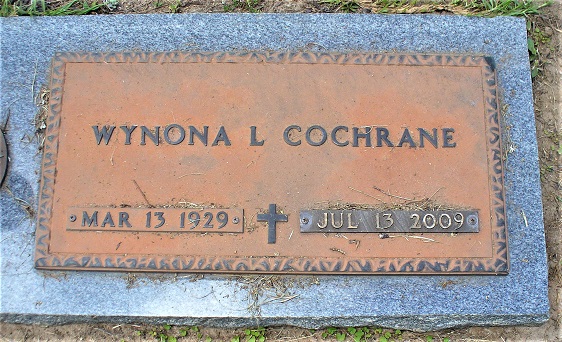 WYNONA L COCHRANE
MAR 13 1929 JUL 13 2009